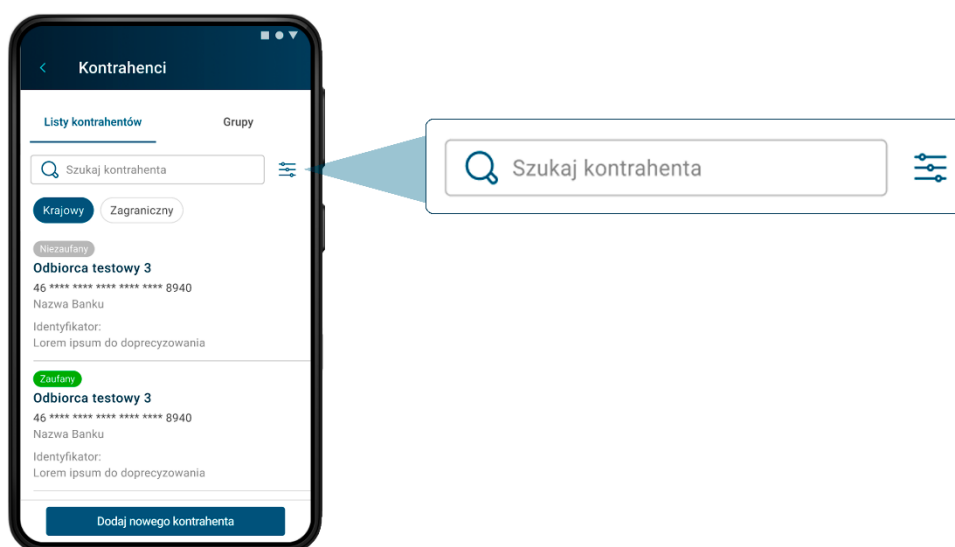 Kontrahenci
Listy kontrahentów
Grupy
Szukaj kontrahenta
Krajowy
Zagraniczny
Niezaufany
Odbiorca testowy 3
46 **** **** **** **** **** 8940
Nazwa Banku
Identyfikator:
Lorem ipsum do doprecyzowania
Zaufany
Odbiorca testowy 3
46 **** **** **** **** **** 8940
Nazwa Banku
Identyfikator:
Lorem ipsum do doprecyzowania
Dodaj nowego kontrahenta
Szukaj kontrahenta